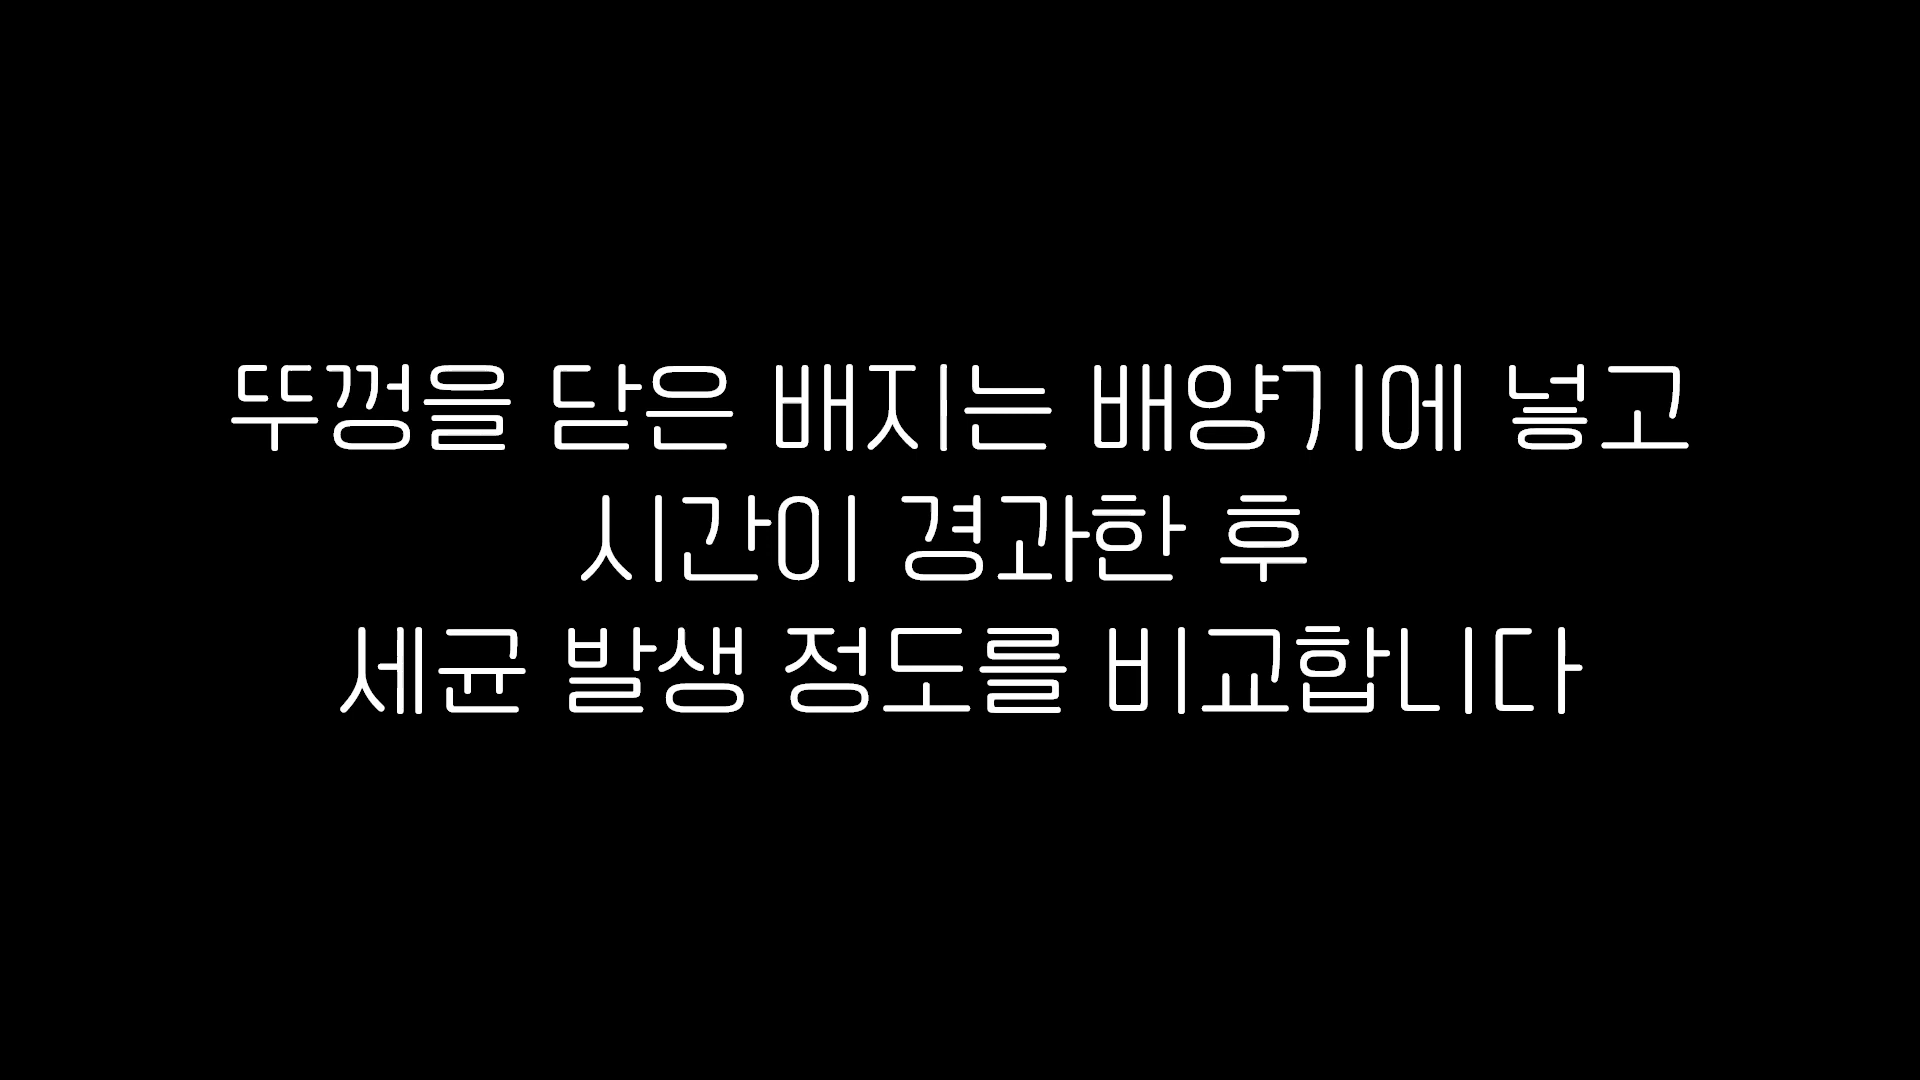 뚜껑을 닫은 배지는 배양기에 넣고
시간이 경과한 후
세균 발생 정도를 비교합니다